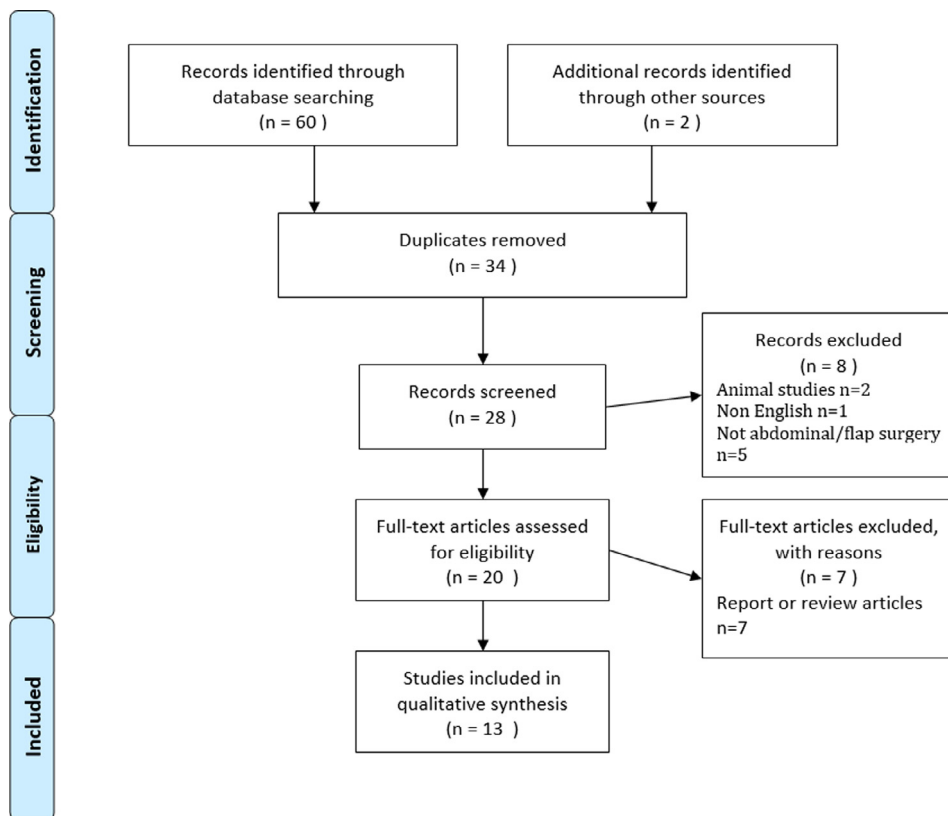 Identification
Records identified through
database searching
(n = 60 )
Additional records identified
through other sources
(n = 2 )
Screening
Duplicates removed
(n = 34 )
Records screened
(n = 28 )
Records excluded
(n = 8 )
Animal studies n=2
Non English n=1
Not abdominal/flap surgery
n=5
Eligibility
Full-text articles assessed
for eligibility
(n = 20 )
Full-text articles excluded,
with reasons
(n = 7 )
Report or review articles
n=7
Included
Studies included in
qualitative synthesis
(n = 13 )